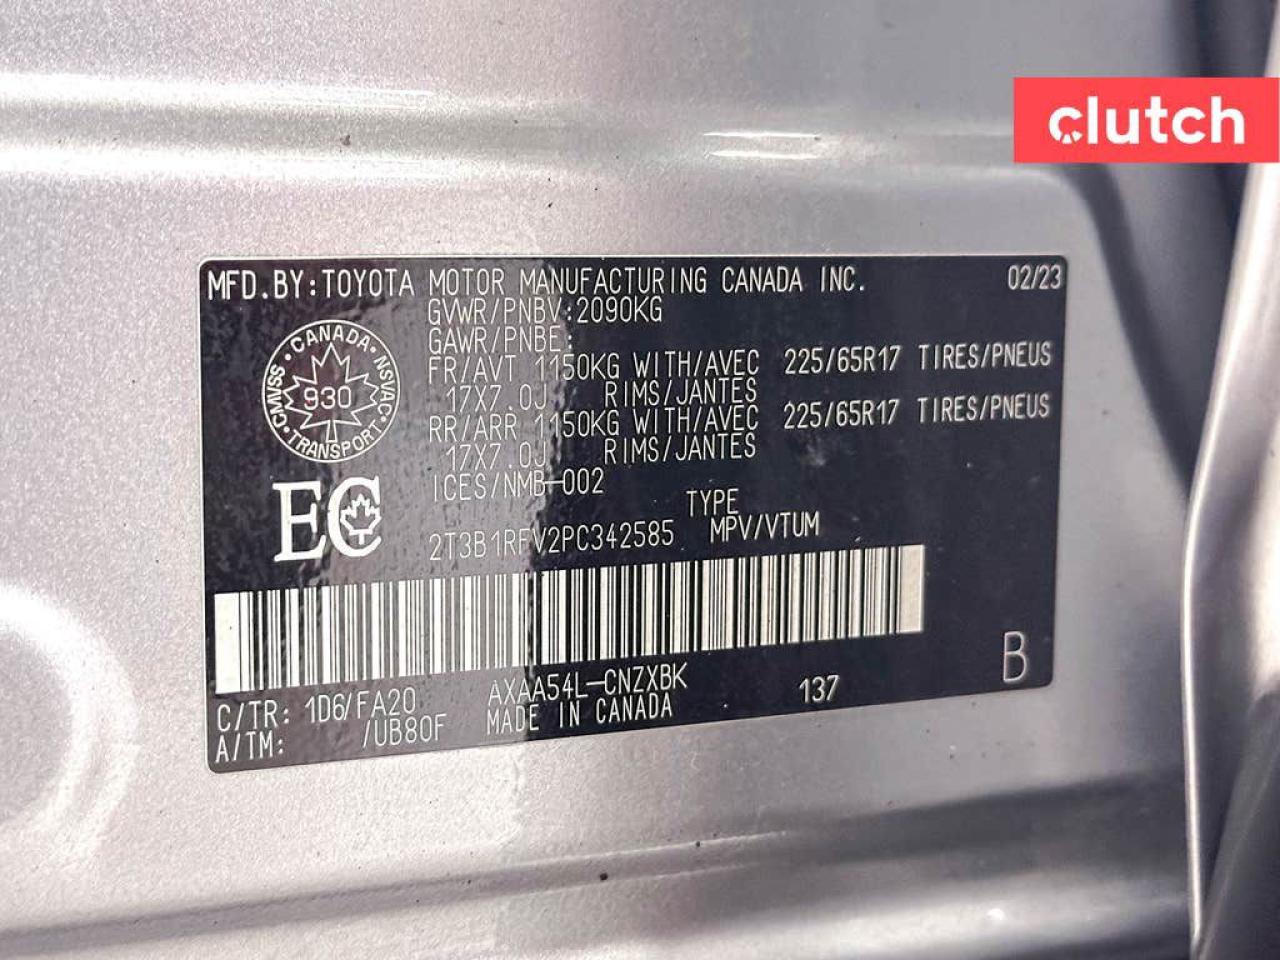 clutch
MFD.BY:TOYOTA MOTOR MANUFACTURING CANADA INC. 02/23
GVWR/PNBV:2090KG
GAWR/PNBE:
FR/AVT 1150KG WITH/AVEC 225/65R17 TIRES/PNEUS
17X7.0J RIMS/JANTES
RR/ARR 1150KG WITH/AVEC 225/65R17 TIRES/PNEUS
17X7.0J RIMS/JANTES
ICES/NMB-002
CANADA · NSVAC · TRANSPORT · CMVSS
930
EC
TYPE
2T3B1RFV2PC342585 MPV/VTUM
C/TR: 1D6/FA20 AXAA54L-CNZXBK 137 B
A/TM: /UB80F MADE IN CANADA